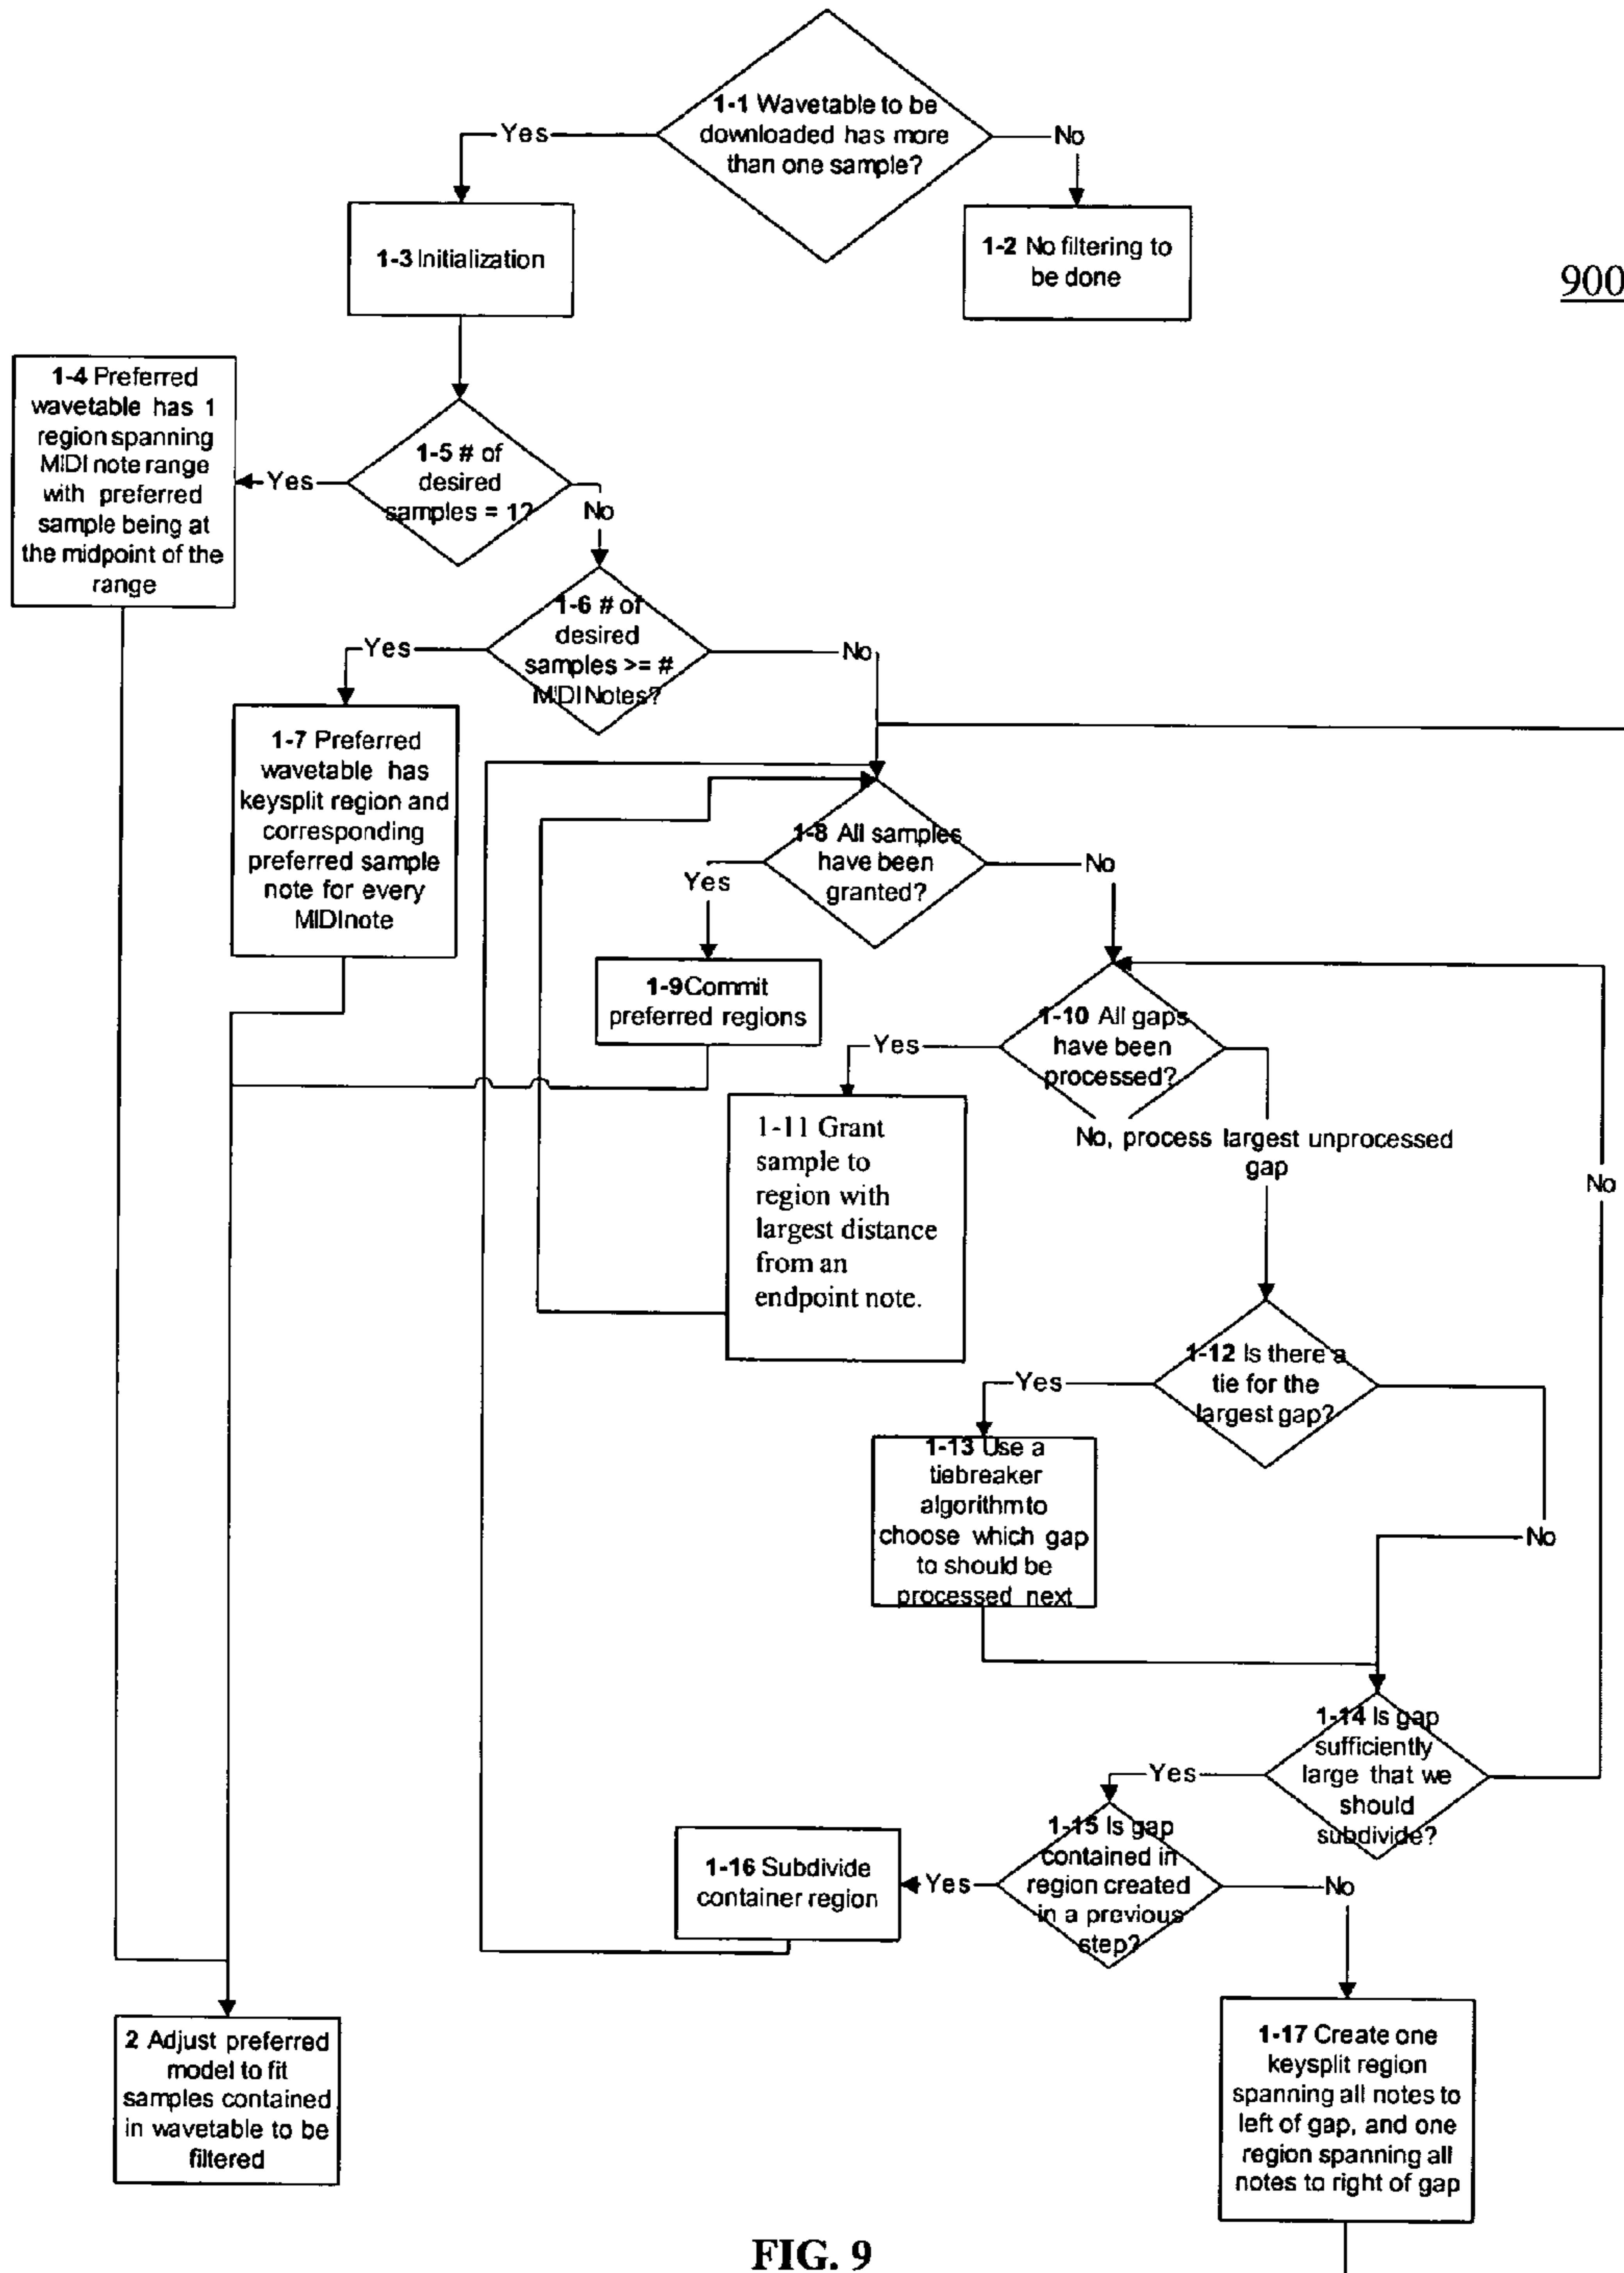 1-1 Wavetable to be
downloaded has more
than one sample?
Yes
No
1-3 Initialization
1-2 No filtering to
be done
900
1-4 Preferred
wavetable has 1
region spanning
MIDI note range
with preferred
sample being at
the midpoint of the
range
1-5 # of
desired
samples = 1?
Yes
No
1-6 # of
desired
samples >= #
MIDI Notes?
Yes
No
1-7 Preferred
wavetable has
keysplit region and
corresponding
preferred sample
note for every
MIDI note
1-8 All samples
have been
granted?
Yes
No
1-9 Commit
preferred regions
1-10 All gaps
have been
processed?
Yes
No, process largest unprocessed
gap
No
1-11 Grant
sample to
region with
largest distance
from an
endpoint note.
1-12 Is there a
tie for the
largest gap?
Yes
No
1-13 Use a
tiebreaker
algorithm to
choose which gap
to should be
processed next
1-14 Is gap
sufficiently
large that we
should
subdivide?
Yes
1-15 Is gap
contained in
region created
in a previous
step?
Yes
No
1-16 Subdivide
container region
1-17 Create one
keysplit region
spanning all notes to
left of gap, and one
region spanning all
notes to right of gap
2 Adjust preferred
model to fit
samples contained
in wavetable to be
filtered
FIG. 9